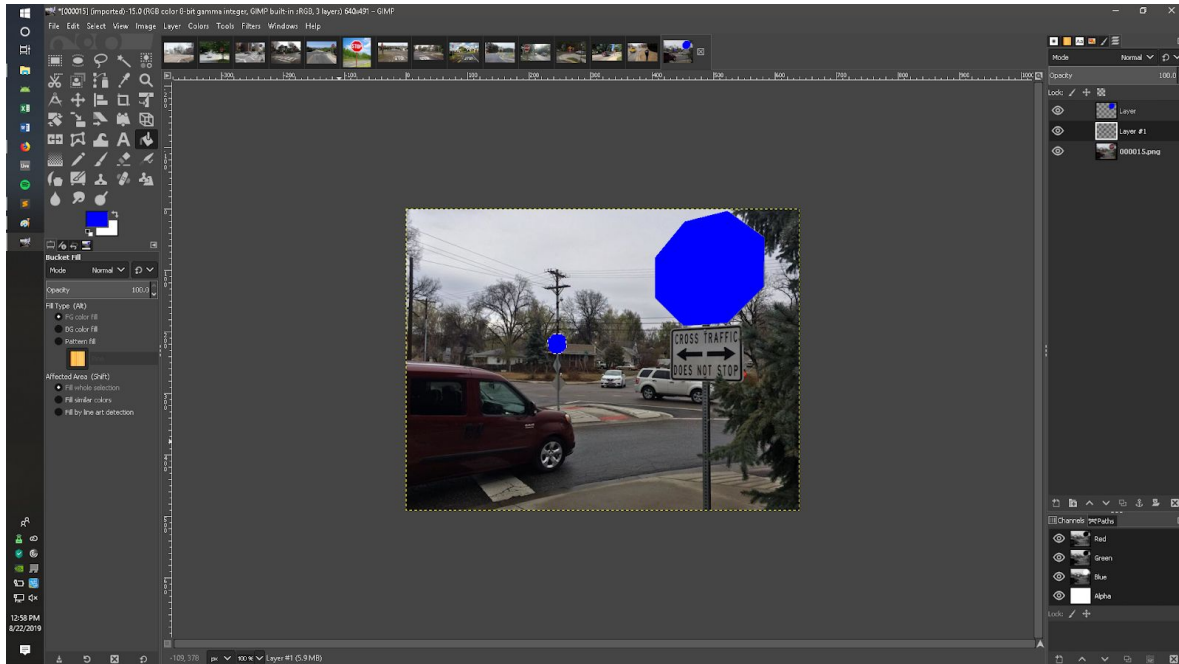 *[000015] (imported)-15.0 (RGB color 8-bit gamma integer, GIMP built-in sRGB, 3 layers) 640x491 – GIMP
File Edit Select View Image Layer Colors Tools Filters Windows Help
Bucket Fill
Mode Normal
Opacity 100.0
Fill Type (Alt)
FG color fill
BG color fill
Pattern fill
Affected Area (Shift)
Fill whole selection
Fill similar colors
Fill by line art detection
CROSS TRAFFIC
DOES NOT STOP
Mode Normal
Opacity 100.0
Lock:
Layer
Layer #1
000015.png
Channels Paths
Red
Green
Blue
Alpha
Lock:
12:58 PM
8/22/2019
-109, 378 px 100 % Layer #1 (5.9 MB)